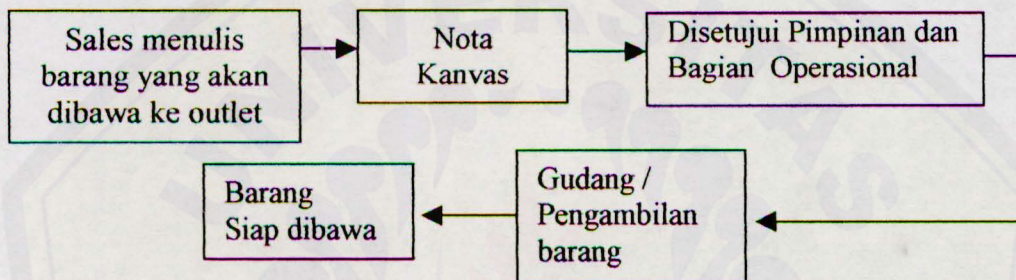 Sales menulis
barang yang akan
dibawa ke outlet
Nota
Kanvas
Disetujui Pimpinan dan
Bagian Operasional
Gudang /
Pengambilan
barang
Barang
Siap dibawa
UNIVERSITAS